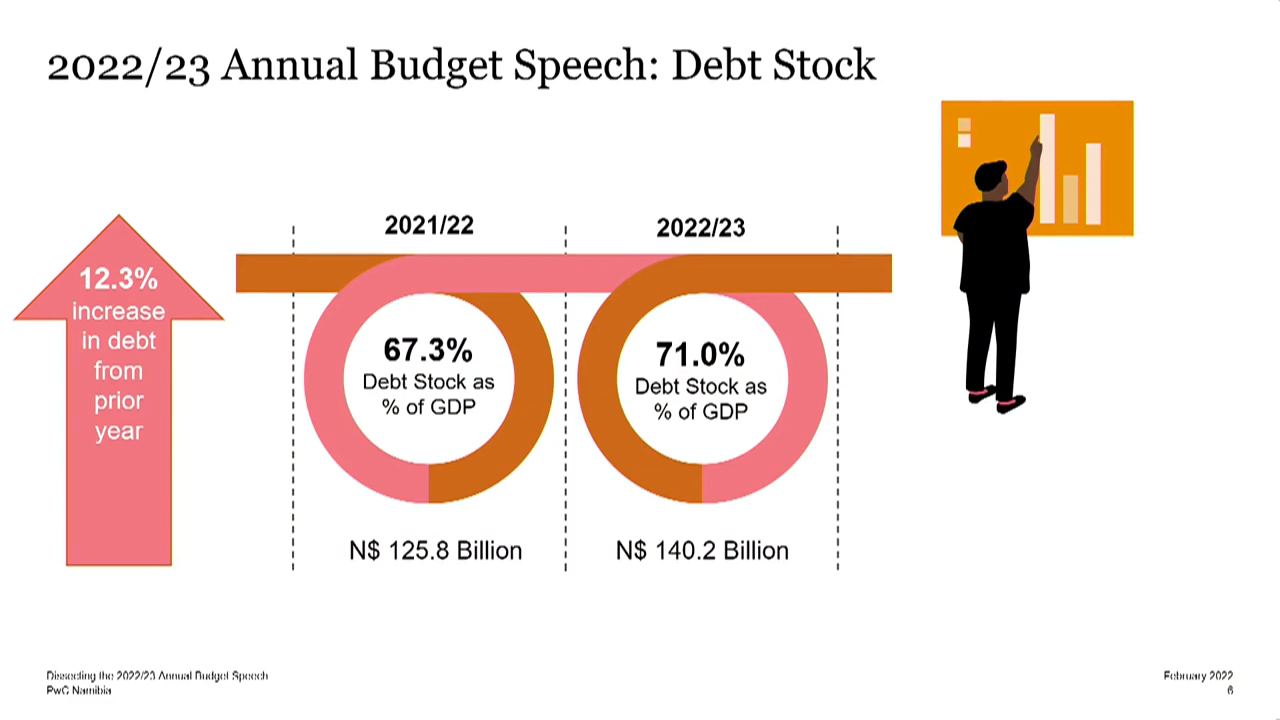 2022/23 Annual Budget Speech: Debt Stock
12.3%
increase
in debt
from
prior
year
2021/22
67.3%
Debt Stock as
% of GDP
N$ 125.8 Billion
2022/23
71.0%
Debt Stock as
% of GDP
N$ 140.2 Billion
Dissecting the 2022/23 Annual Budget Speech
PwC Namibia
February 2022
6